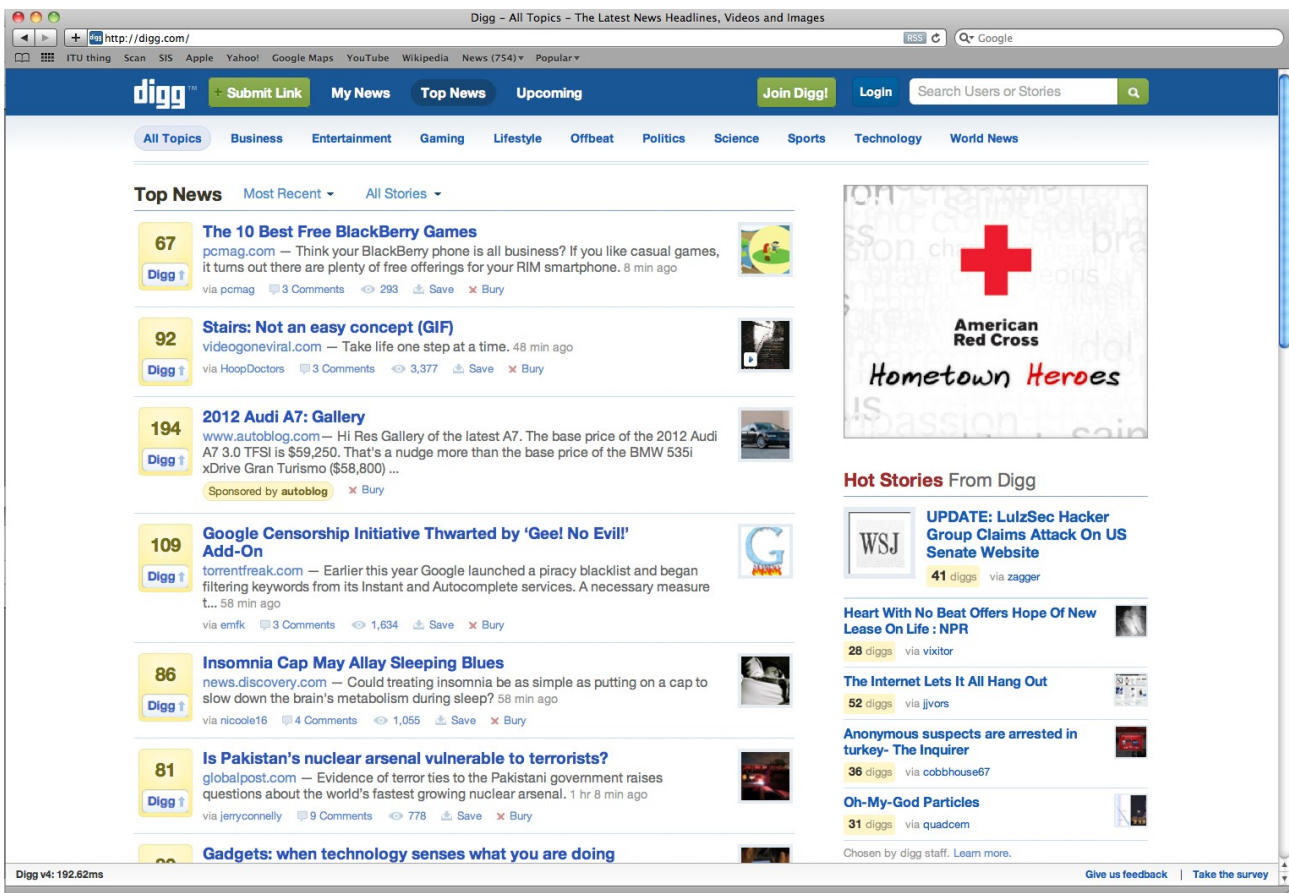 Digg – All Topics – The Latest News Headlines, Videos and Images
http://digg.com/
RSS
Google
ITU thing Scan SIS Apple Yahoo! Google Maps YouTube Wikipedia News (754) Popular
digg™ + Submit Link My News Top News Upcoming Join Digg! Login Search Users or Stories
All Topics Business Entertainment Gaming Lifestyle Offbeat Politics Science Sports Technology World News
Top News Most Recent All Stories
67
Digg
The 10 Best Free BlackBerry Games
pcmag.com — Think your BlackBerry phone is all business? If you like casual games,
it turns out there are plenty of free offerings for your RIM smartphone. 8 min ago
via pcmag 3 Comments 293 Save Bury
92
Digg
Stairs: Not an easy concept (GIF)
videogoneviral.com — Take life one step at a time. 48 min ago
via HoopDoctors 3 Comments 3,377 Save Bury
194
Digg
2012 Audi A7: Gallery
www.autoblog.com— Hi Res Gallery of the latest A7. The base price of the 2012 Audi
A7 3.0 TFSI is $59,250. That's a nudge more than the base price of the BMW 535i
xDrive Gran Turismo ($58,800) ...
Sponsored by autoblog Bury
109
Digg
Google Censorship Initiative Thwarted by ‘Gee! No Evil!’
Add-On
torrentfreak.com — Earlier this year Google launched a piracy blacklist and began
filtering keywords from its Instant and Autocomplete services. A necessary measure
t... 58 min ago
via emfk 3 Comments 1,634 Save Bury
G
86
Digg
Insomnia Cap May Allay Sleeping Blues
news.discovery.com — Could treating insomnia be as simple as putting on a cap to
slow down the brain's metabolism during sleep? 58 min ago
via nicoole16 4 Comments 1,055 Save Bury
81
Digg
Is Pakistan’s nuclear arsenal vulnerable to terrorists?
globalpost.com — Evidence of terror ties to the Pakistani government raises
questions about the world’s fastest growing nuclear arsenal. 1 hr 8 min ago
via jerryconnelly 9 Comments 778 Save Bury
Gadgets: when technology senses what you are doing
American
Red Cross
Hometown Heroes
Hot Stories From Digg
WSJ
UPDATE: LulzSec Hacker
Group Claims Attack On US
Senate Website
41 diggs via zagger
Heart With No Beat Offers Hope Of New
Lease On Life : NPR
28 diggs via vixitor
The Internet Lets It All Hang Out
52 diggs via jjvors
Anonymous suspects are arrested in
turkey- The Inquirer
36 diggs via cobbhouse67
Oh-My-God Particles
31 diggs via quadcem
Chosen by digg staff. Learn more.
Digg v4: 192.62ms
Give us feedback | Take the survey